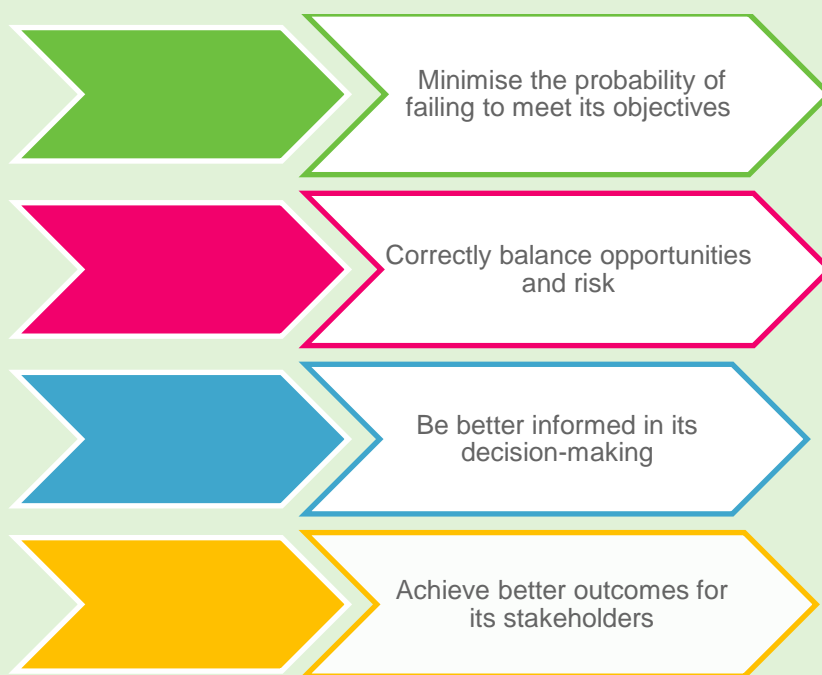 Minimise the probability of
failing to meet its objectives
Correctly balance opportunities
and risk
Be better informed in its
decision-making
Achieve better outcomes for
its stakeholders